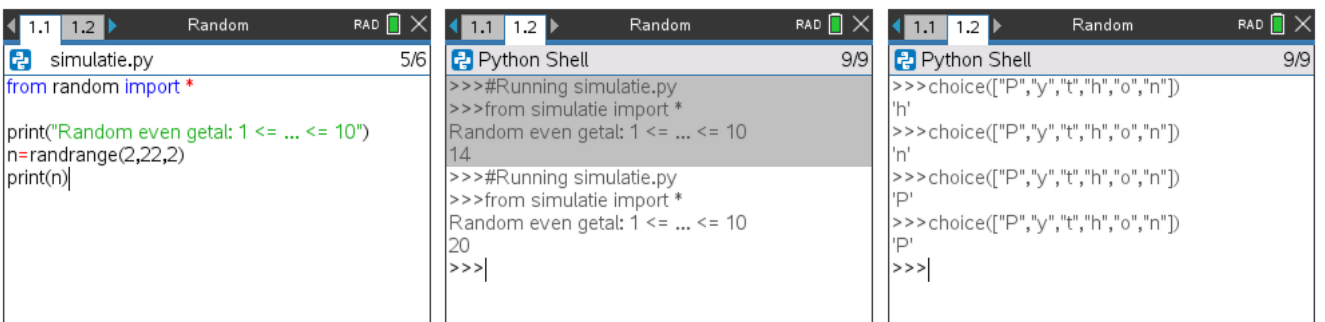 1.1 1.2 Random RAD
simulatie.py 5/6
from random import *
print("Random even getal: 1 <= ... <= 10")
n=randrange(2,22,2)
print(n)
1.1 1.2 Random RAD
Python Shell 9/9
>>>#Running simulatie.py
>>>from simulatie import *
Random even getal: 1 <= ... <= 10
14
>>>#Running simulatie.py
>>>from simulatie import *
Random even getal: 1 <= ... <= 10
20
>>>
1.1 1.2 Random RAD
Python Shell 9/9
>>>choice(["P","y","t","h","o","n"])
'h'
>>>choice(["P","y","t","h","o","n"])
'n'
>>>choice(["P","y","t","h","o","n"])
'P'
>>>choice(["P","y","t","h","o","n"])
'P'
>>>